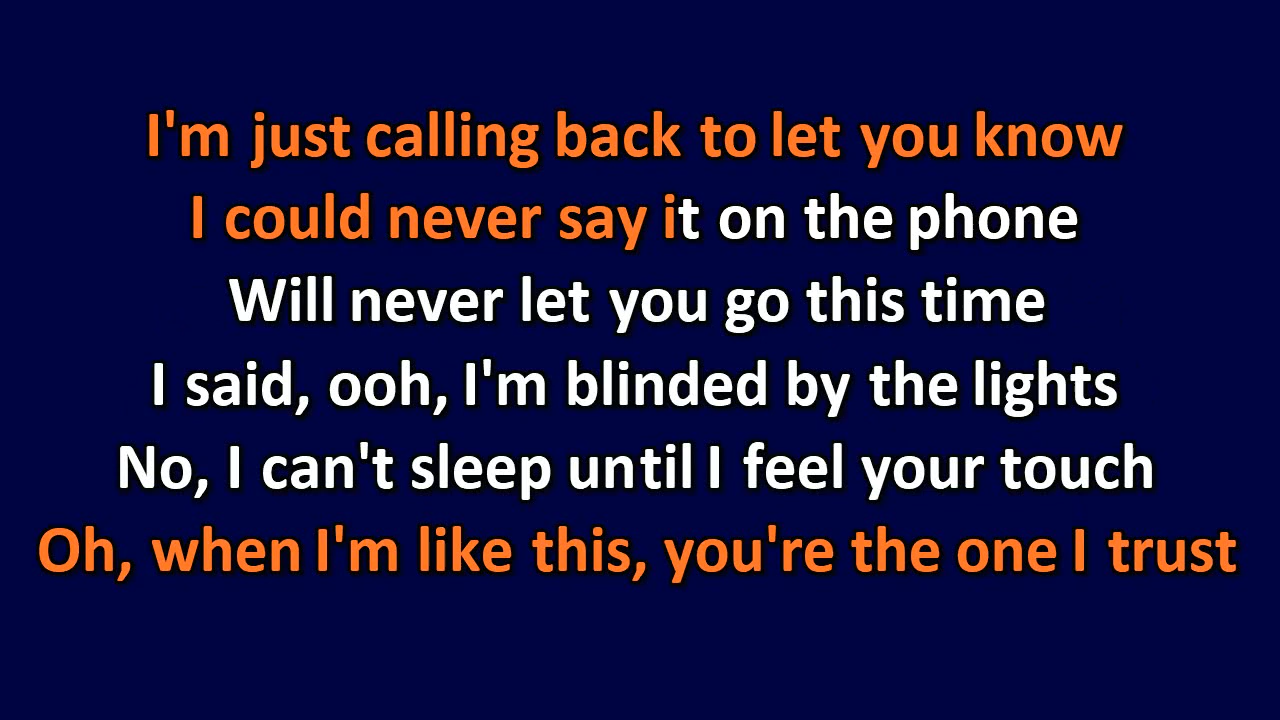 I'm just calling back to let you know
I could never say it on the phone
Will never let you go this time
I said, ooh, I'm blinded by the lights
No, I can't sleep until I feel your touch
Oh, when I'm like this, you're the one I trust